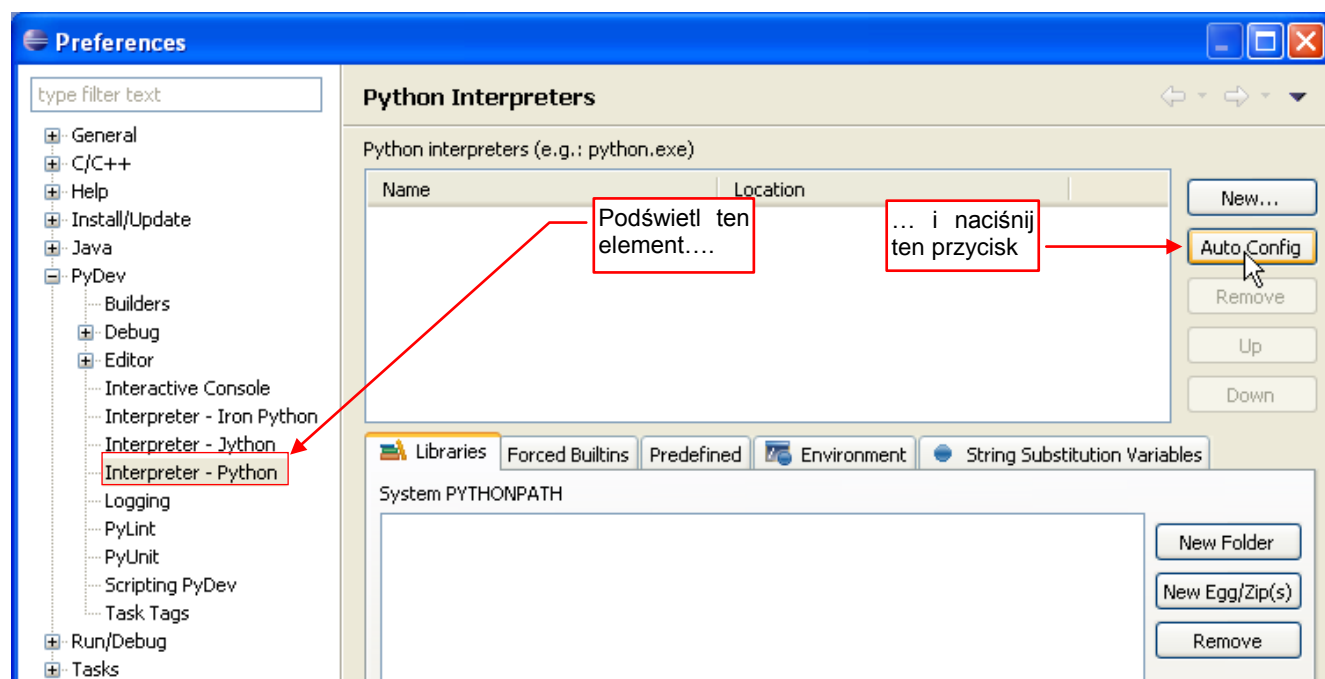 Preferences
type filter text
General
C/C++
Help
Install/Update
Java
PyDev
Builders
Debug
Editor
Interactive Console
Interpreter - Iron Python
Interpreter - Jython
Interpreter - Python
Logging
PyLint
PyUnit
Scripting PyDev
Task Tags
Run/Debug
Tasks
Python Interpreters
Python interpreters (e.g.: python.exe)
Name Location
Podświetl ten
element….
… i naciśnij
ten przycisk
New...
Auto Config
Remove
Up
Down
Libraries Forced Builtins Predefined Environment String Substitution Variables
System PYTHONPATH
New Folder
New Egg/Zip(s)
Remove